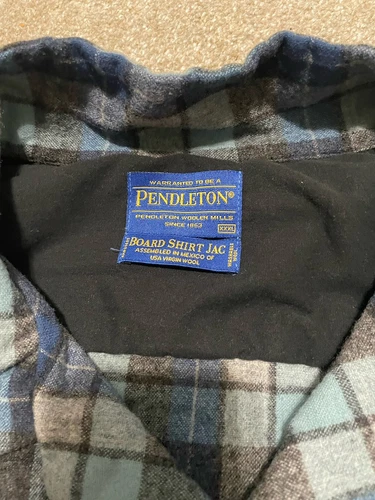 WARRANTED TO BE A
PENDLETON®
PENDLETON WOOLEN MILLS
SINCE 1863
XXXL
BOARD SHIRT JAC
ASSEMBLED IN MEXICO OF
USA VIRGIN WOOL